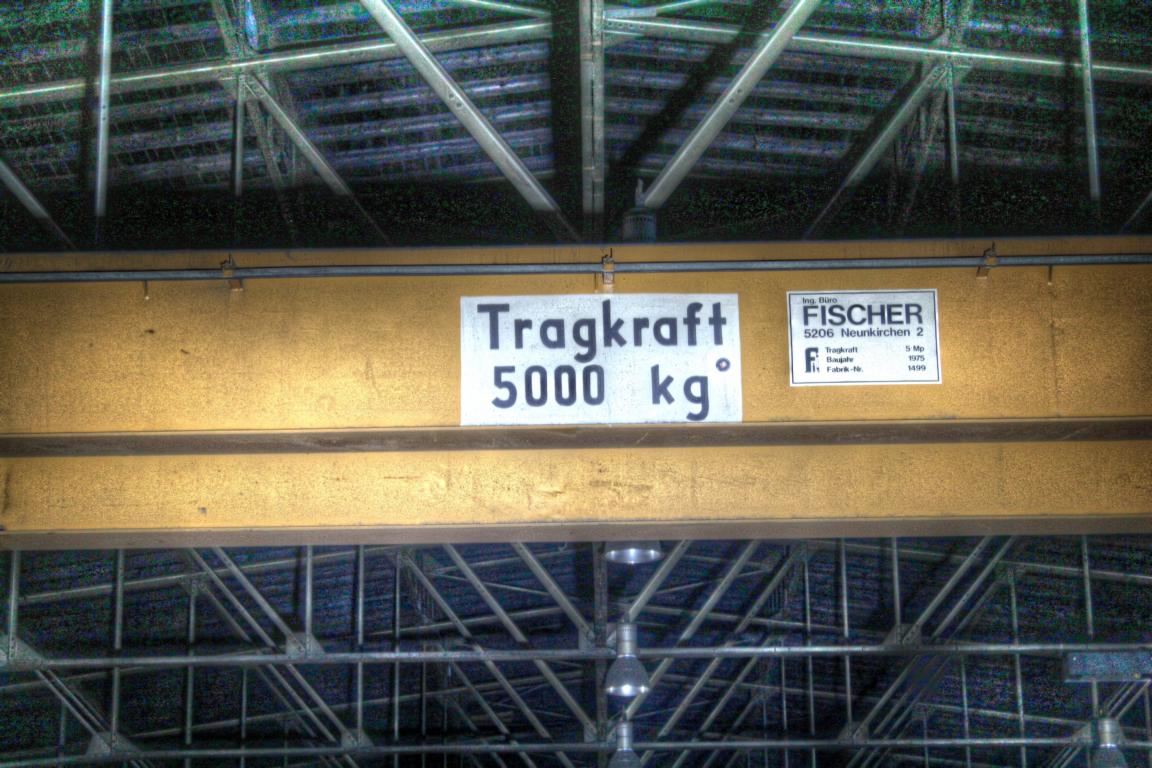 Tragkraft
5000 kg
Ing. Büro
FISCHER
5206 Neunkirchen 2
Tragkraft 5 Mp
Baujahr 1975
Fabrik-Nr. 1499